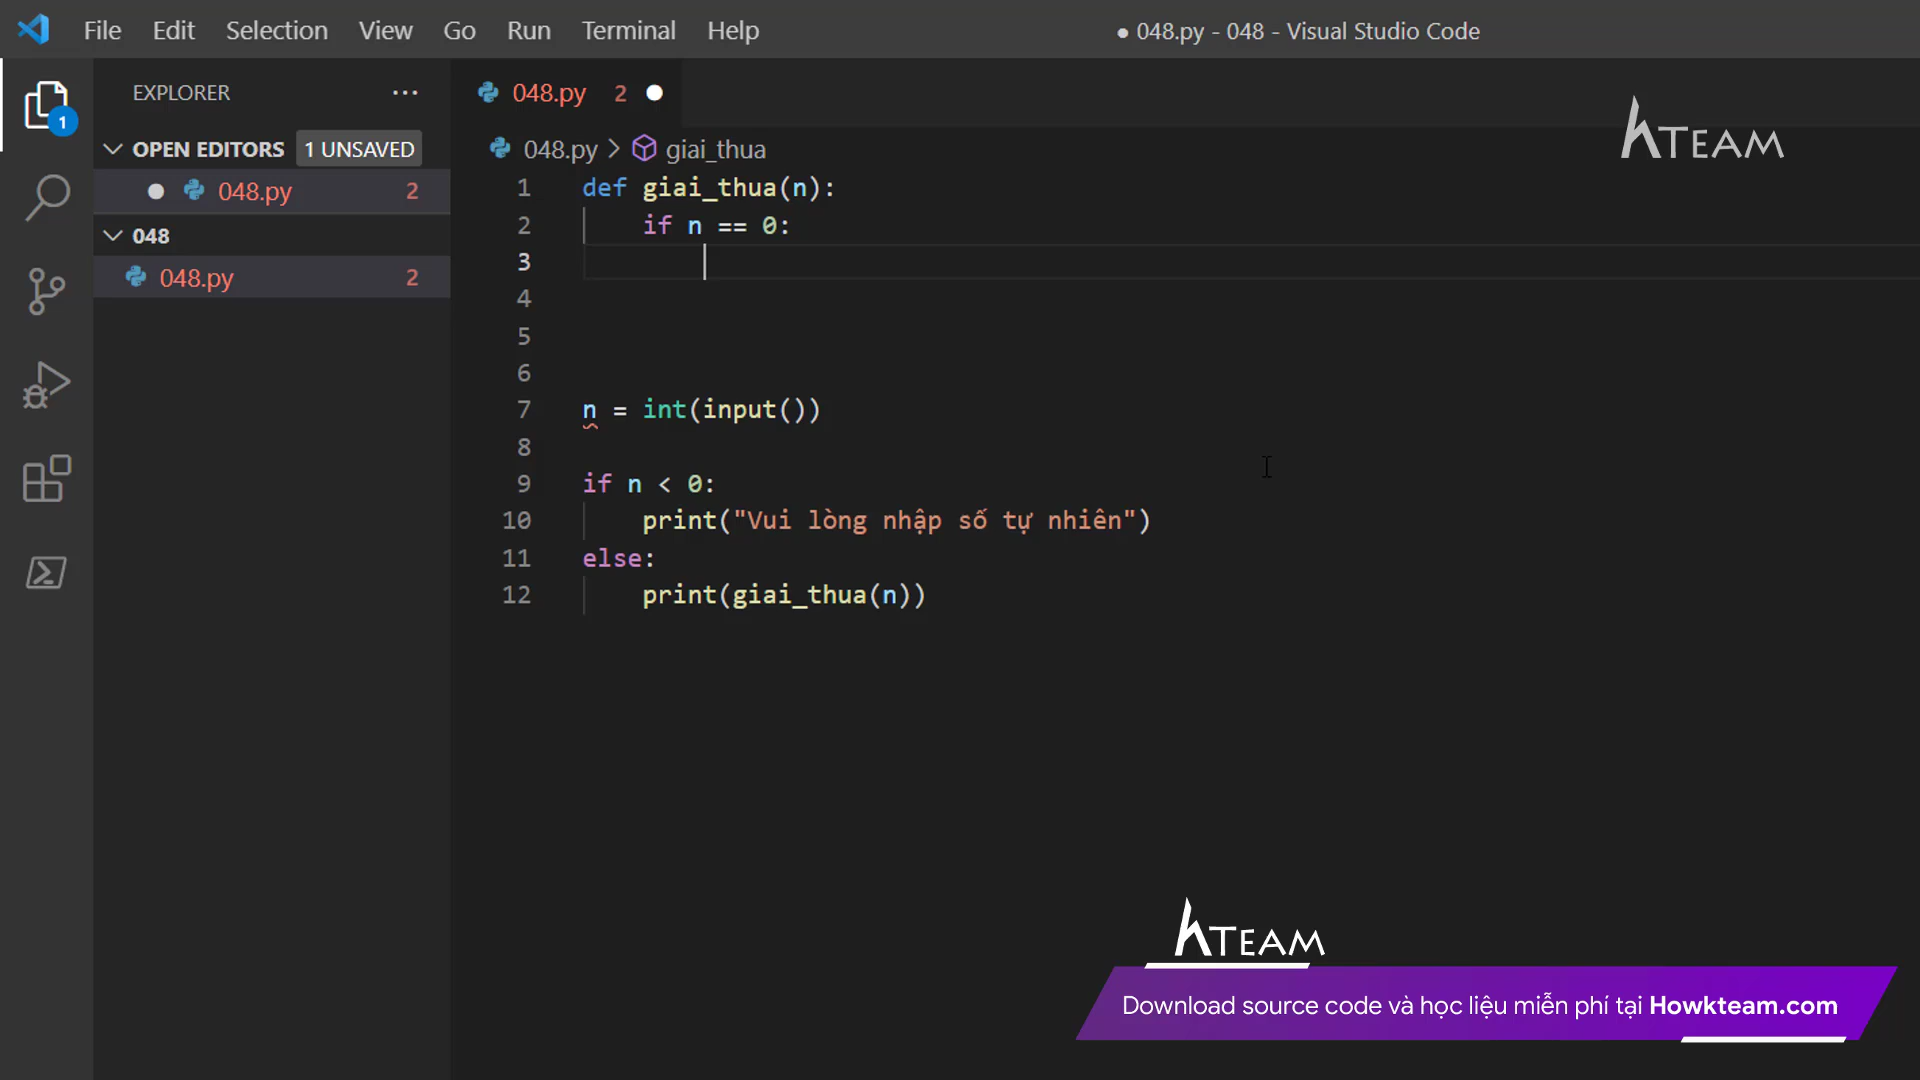 File Edit Selection View Go Run Terminal Help
● 048.py - 048 - Visual Studio Code
EXPLORER ···
048.py 2 ●
1
OPEN EDITORS 1 UNSAVED
● 048.py 2
048
048.py 2
048.py > giai_thua
1 def giai_thua(n):
2 if n == 0:
3
4
5
6
7 n = int(input())
8
9 if n < 0:
10 print("Vui lòng nhập số tự nhiên")
11 else:
12 print(giai_thua(n))
KTEAM
KTEAM
Download source code và học liệu miễn phí tại Howkteam.com